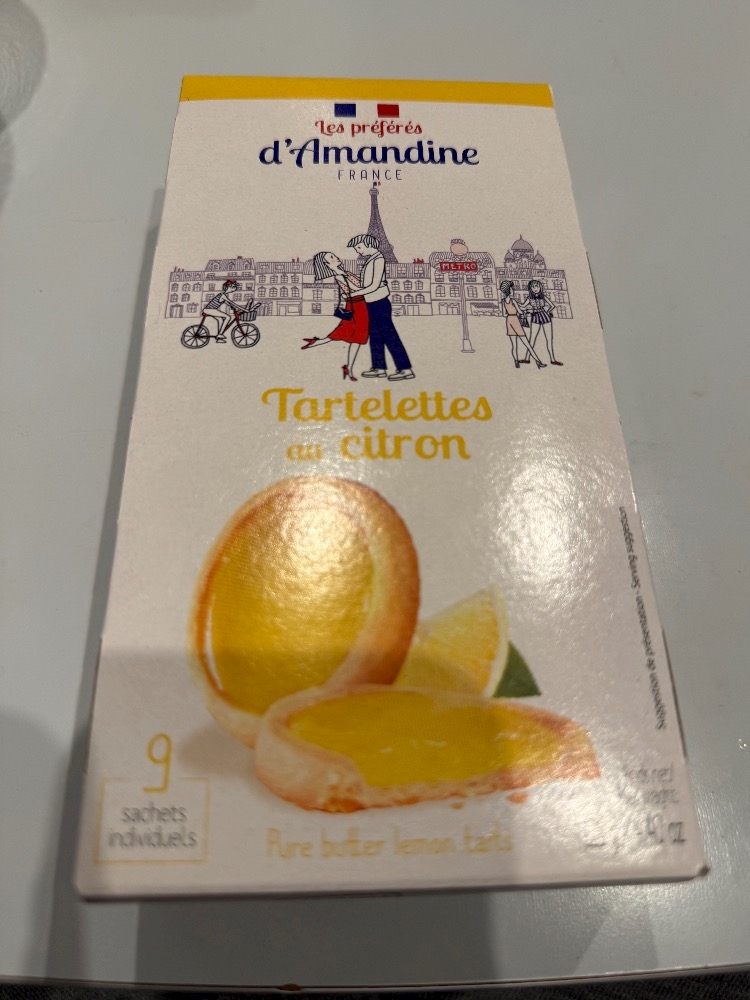 Les préférés
d'Amandine
FRANCE
METRO
Tartelettes
au citron
Suggestion de présentation - Serving suggestion
9
sachets
individuels
Pure butter lemon tarts
oz